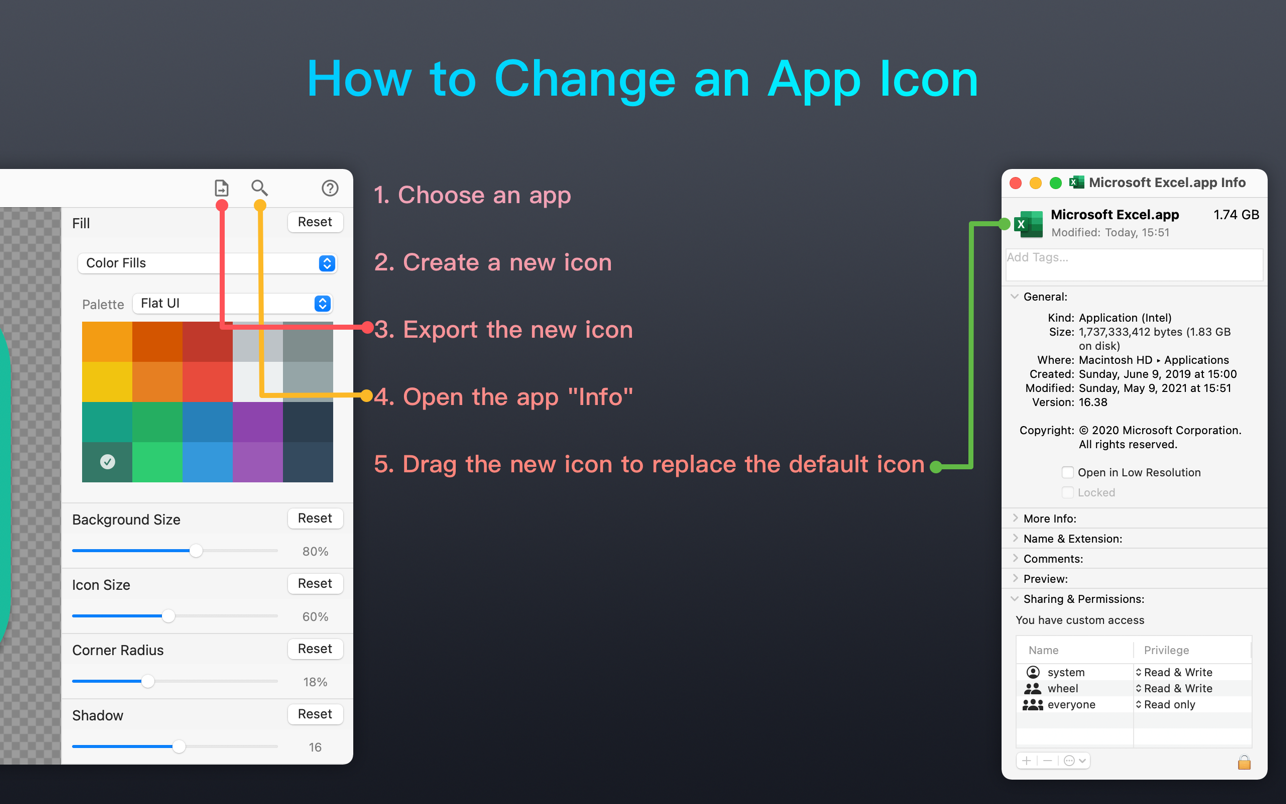 How to Change an App Icon
Fill
Reset
Color Fills
Palette
Flat UI
Background Size
Reset
80%
Icon Size
Reset
60%
Corner Radius
Reset
18%
Shadow
Reset
16
1. Choose an app
2. Create a new icon
3. Export the new icon
4. Open the app "Info"
5. Drag the new icon to replace the default icon
Microsoft Excel.app Info
Microsoft Excel.app 1.74 GB
Modified: Today, 15:51
Add Tags...
General:
Kind: Application (Intel)
Size: 1,737,333,412 bytes (1.83 GB
on disk)
Where: Macintosh HD ▸ Applications
Created: Sunday, June 9, 2019 at 15:00
Modified: Sunday, May 9, 2021 at 15:51
Version: 16.38
Copyright: © 2020 Microsoft Corporation.
All rights reserved.
Open in Low Resolution
Locked
More Info:
Name & Extension:
Comments:
Preview:
Sharing & Permissions:
You have custom access
Name Privilege
system Read & Write
wheel Read & Write
everyone Read only